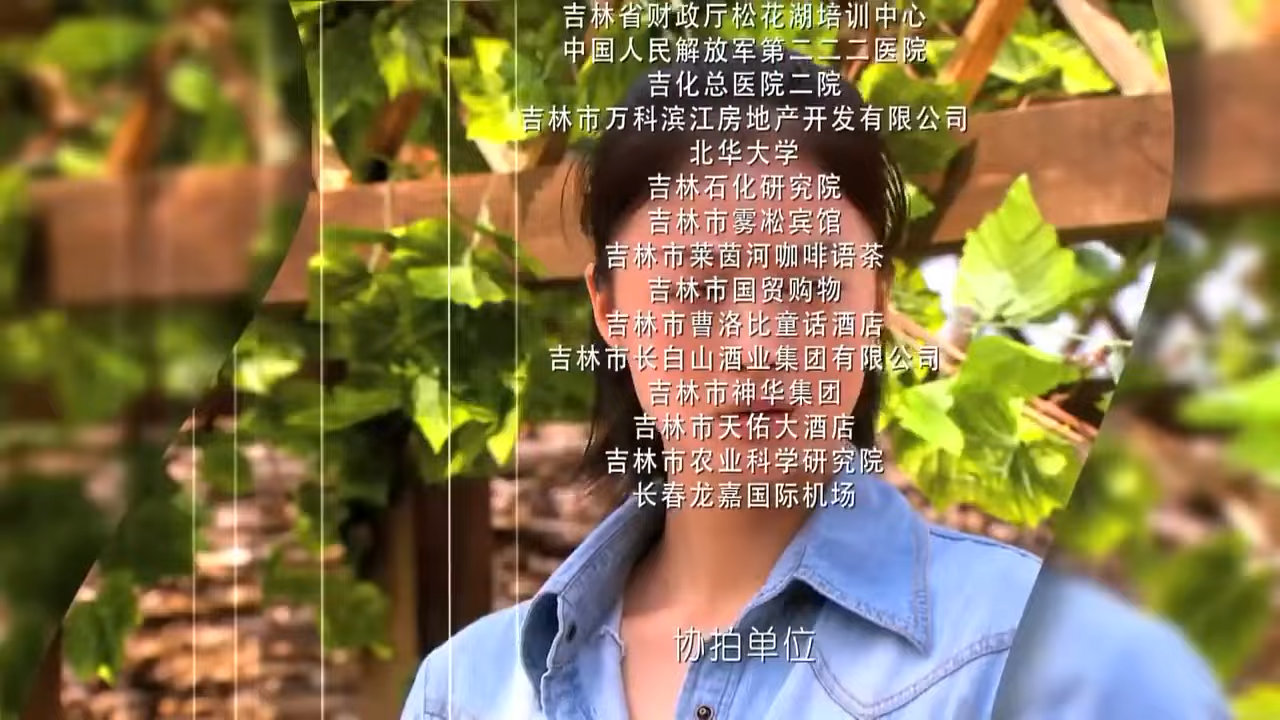 吉林省财政厅松花湖培训中心
中国人民解放军第二二二医院
吉化总医院二院
吉林市万科滨江房地产开发有限公司
北华大学
吉林石化研究院
吉林市雾凇宾馆
吉林市莱茵河咖啡语茶
吉林市国贸购物
吉林市曹洛比童话酒店
吉林市长白山酒业集团有限公司
吉林市神华集团
吉林市天佑大酒店
吉林市农业科学研究院
长春龙嘉国际机场
协拍单位